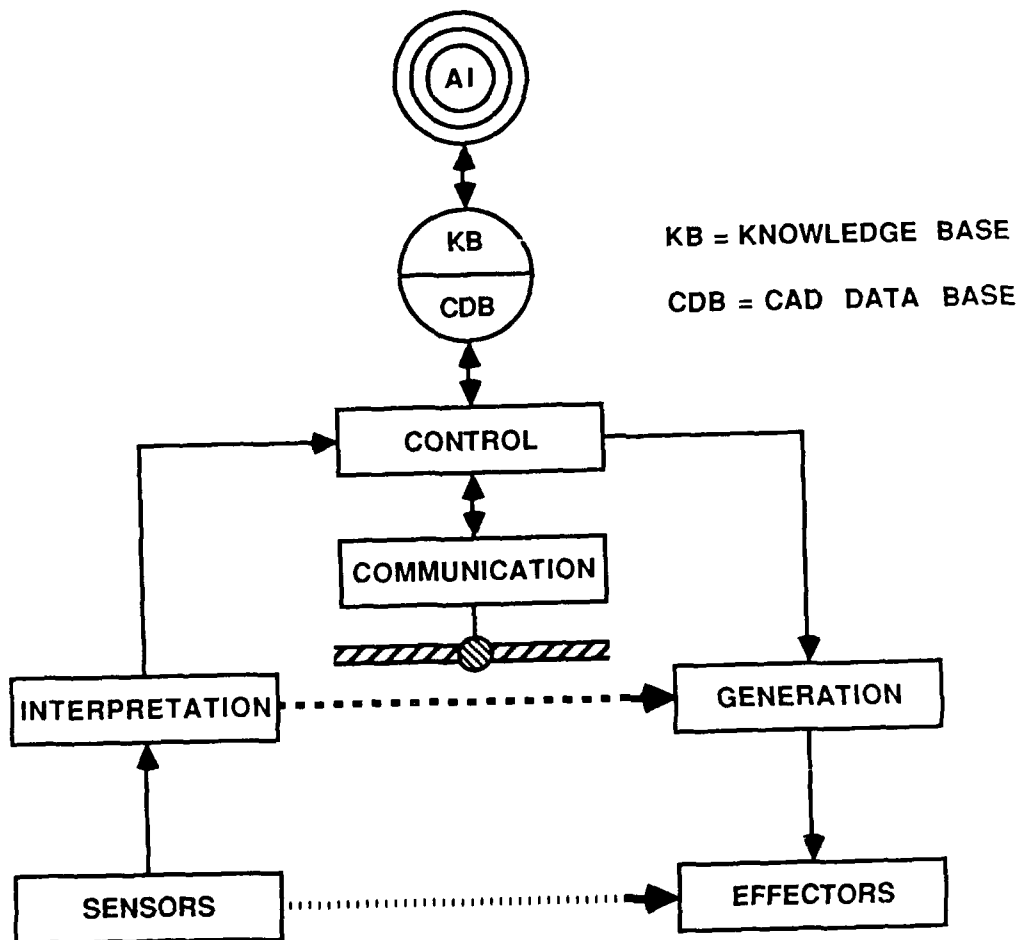 AI
KB
CDB
KB = KNOWLEDGE BASE
CDB = CAD DATA BASE
CONTROL
COMMUNICATION
INTERPRETATION
GENERATION
SENSORS
EFFECTORS